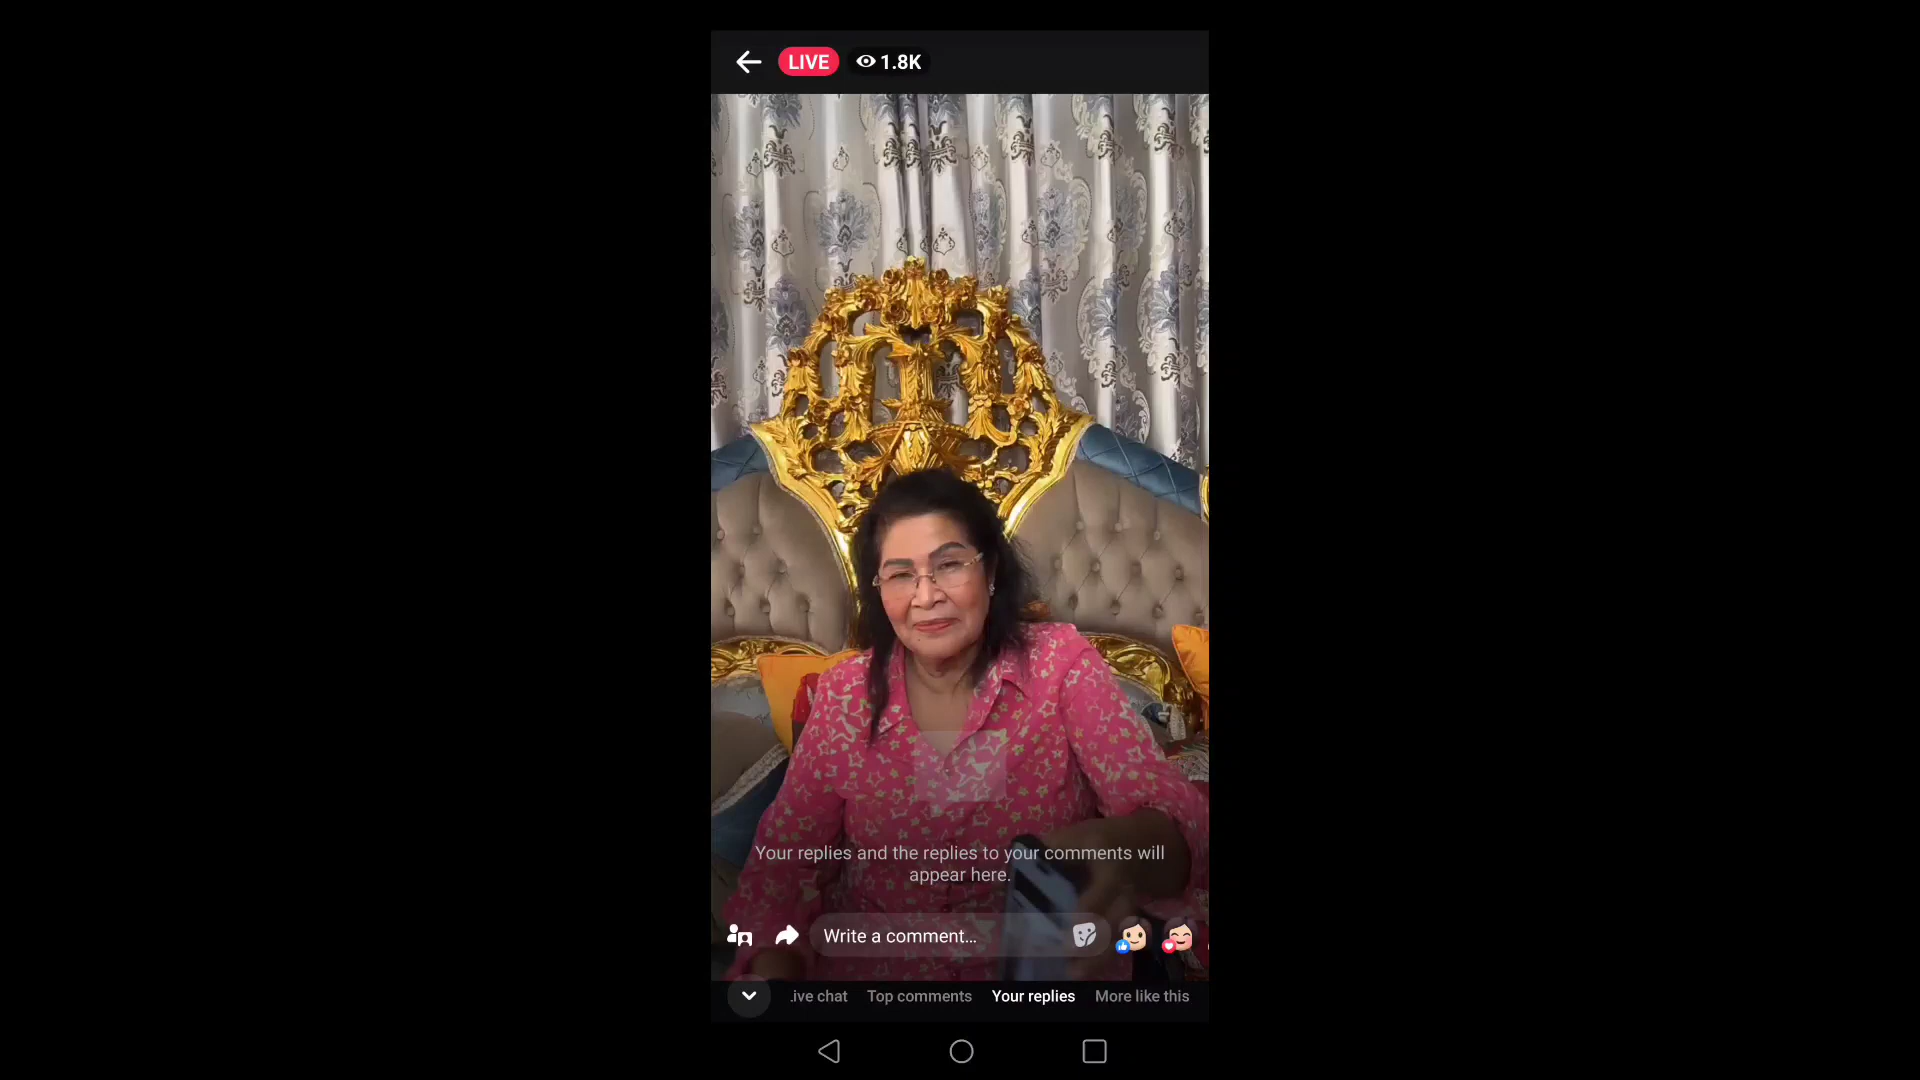 LIVE 1.8K
Your replies and the replies to your comments will
appear here.
Write a comment...
.ive chat Top comments Your replies More like this